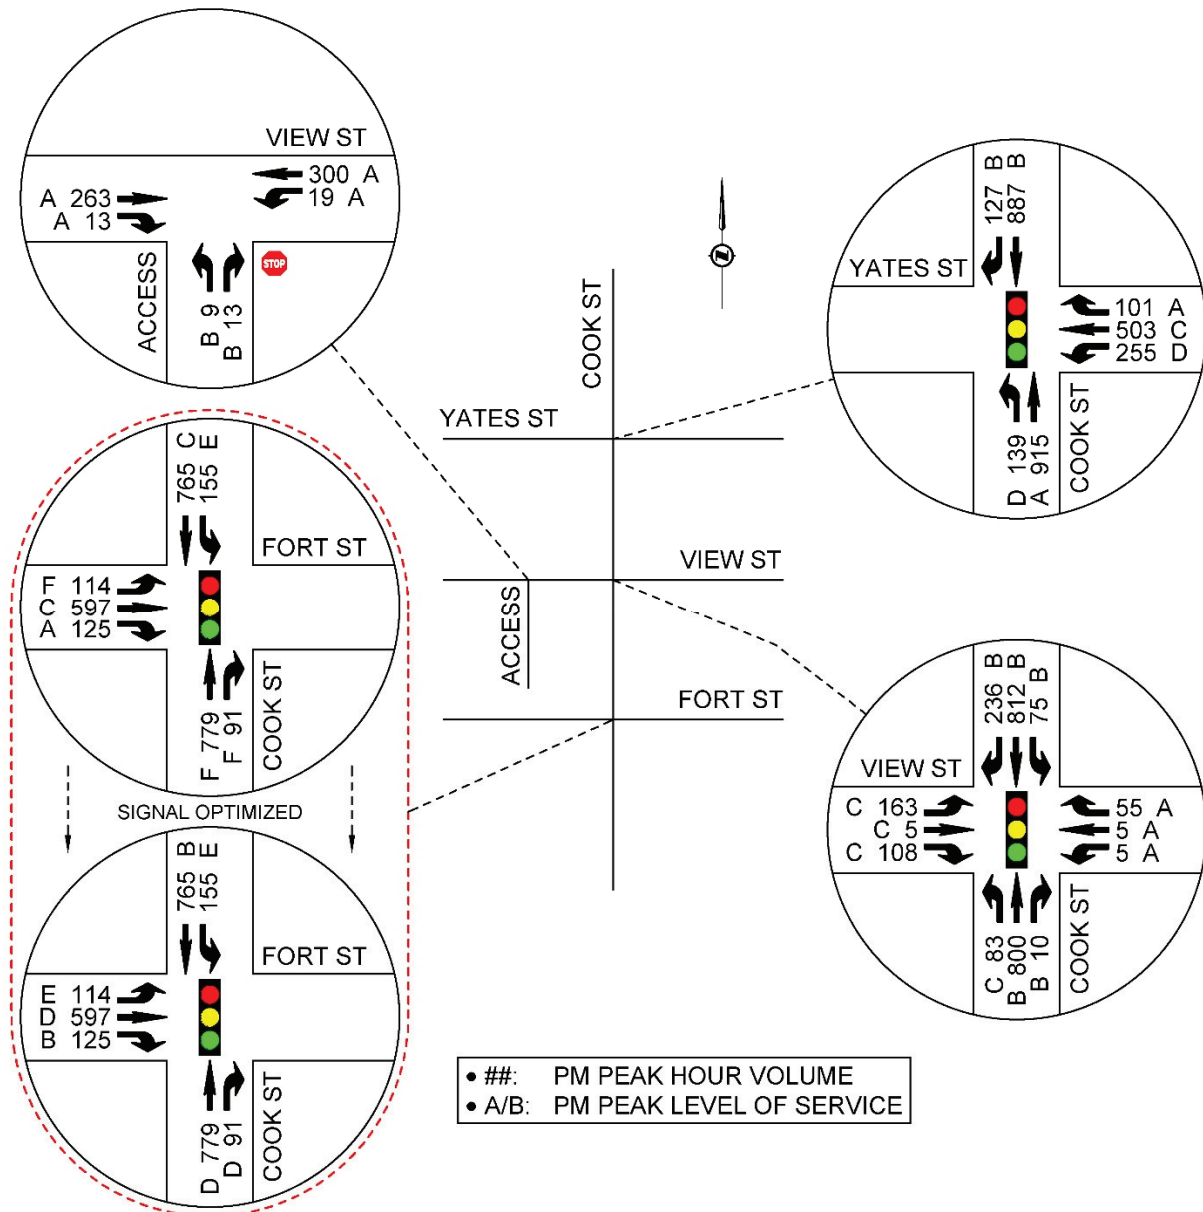 VIEW ST
300 A
19 A
A 263
A 13
STOP
ACCESS
B 9
B 13
YATES ST
127 B
887 B
101 A
503 C
255 D
D 139
A 915
COOK ST
COOK ST
YATES ST
VIEW ST
ACCESS
FORT ST
765 C
155 E
FORT ST
F 114
C 597
A 125
F 779
F 91
COOK ST
SIGNAL OPTIMIZED
765 B
155 E
FORT ST
E 114
D 597
B 125
D 779
D 91
COOK ST
236 B
812 B
75 B
VIEW ST
C 163
C 5
C 108
55 A
5 A
5 A
C 83
B 800
B 10
COOK ST
• ##: PM PEAK HOUR VOLUME
• A/B: PM PEAK LEVEL OF SERVICE